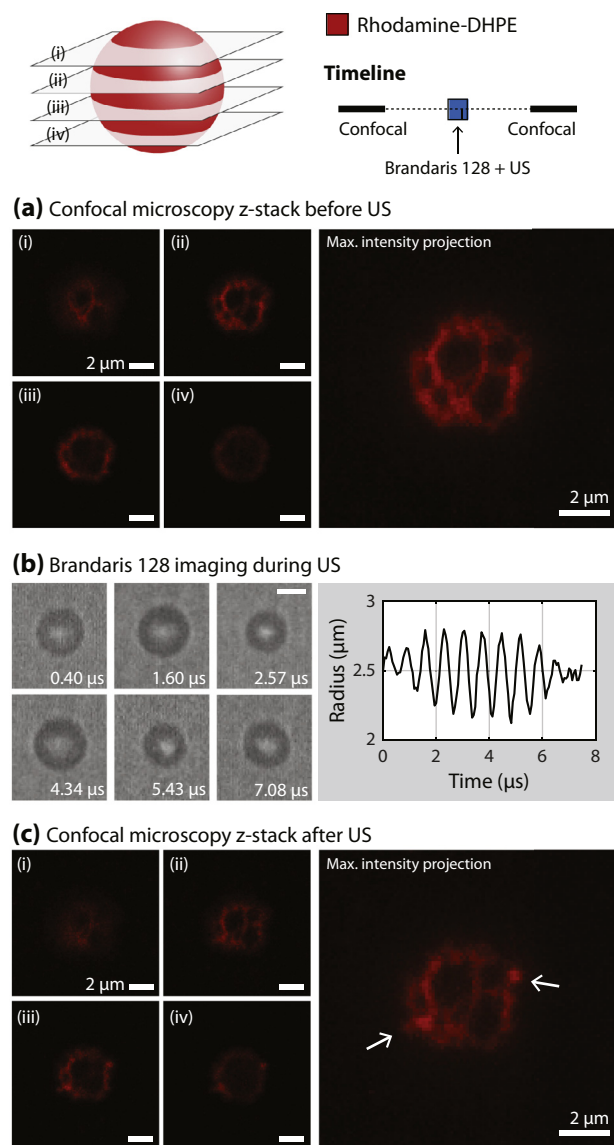 (i)
(ii)
(iii)
(iv)
Rhodamine-DHPE
Timeline
Confocal
Confocal
Brandaris 128 + US
(a) Confocal microscopy z-stack before US
(i)
(ii)
Max. intensity projection
2 μm
(iii)
(iv)
2 μm
(b) Brandaris 128 imaging during US
0.40 μs
1.60 μs
2.57 μs
4.34 μs
5.43 μs
7.08 μs
3
2.5
2
Radius (μm)
0
2
4
6
8
Time (μs)
(c) Confocal microscopy z-stack after US
(i)
(ii)
Max. intensity projection
2 μm
(iii)
(iv)
2 μm